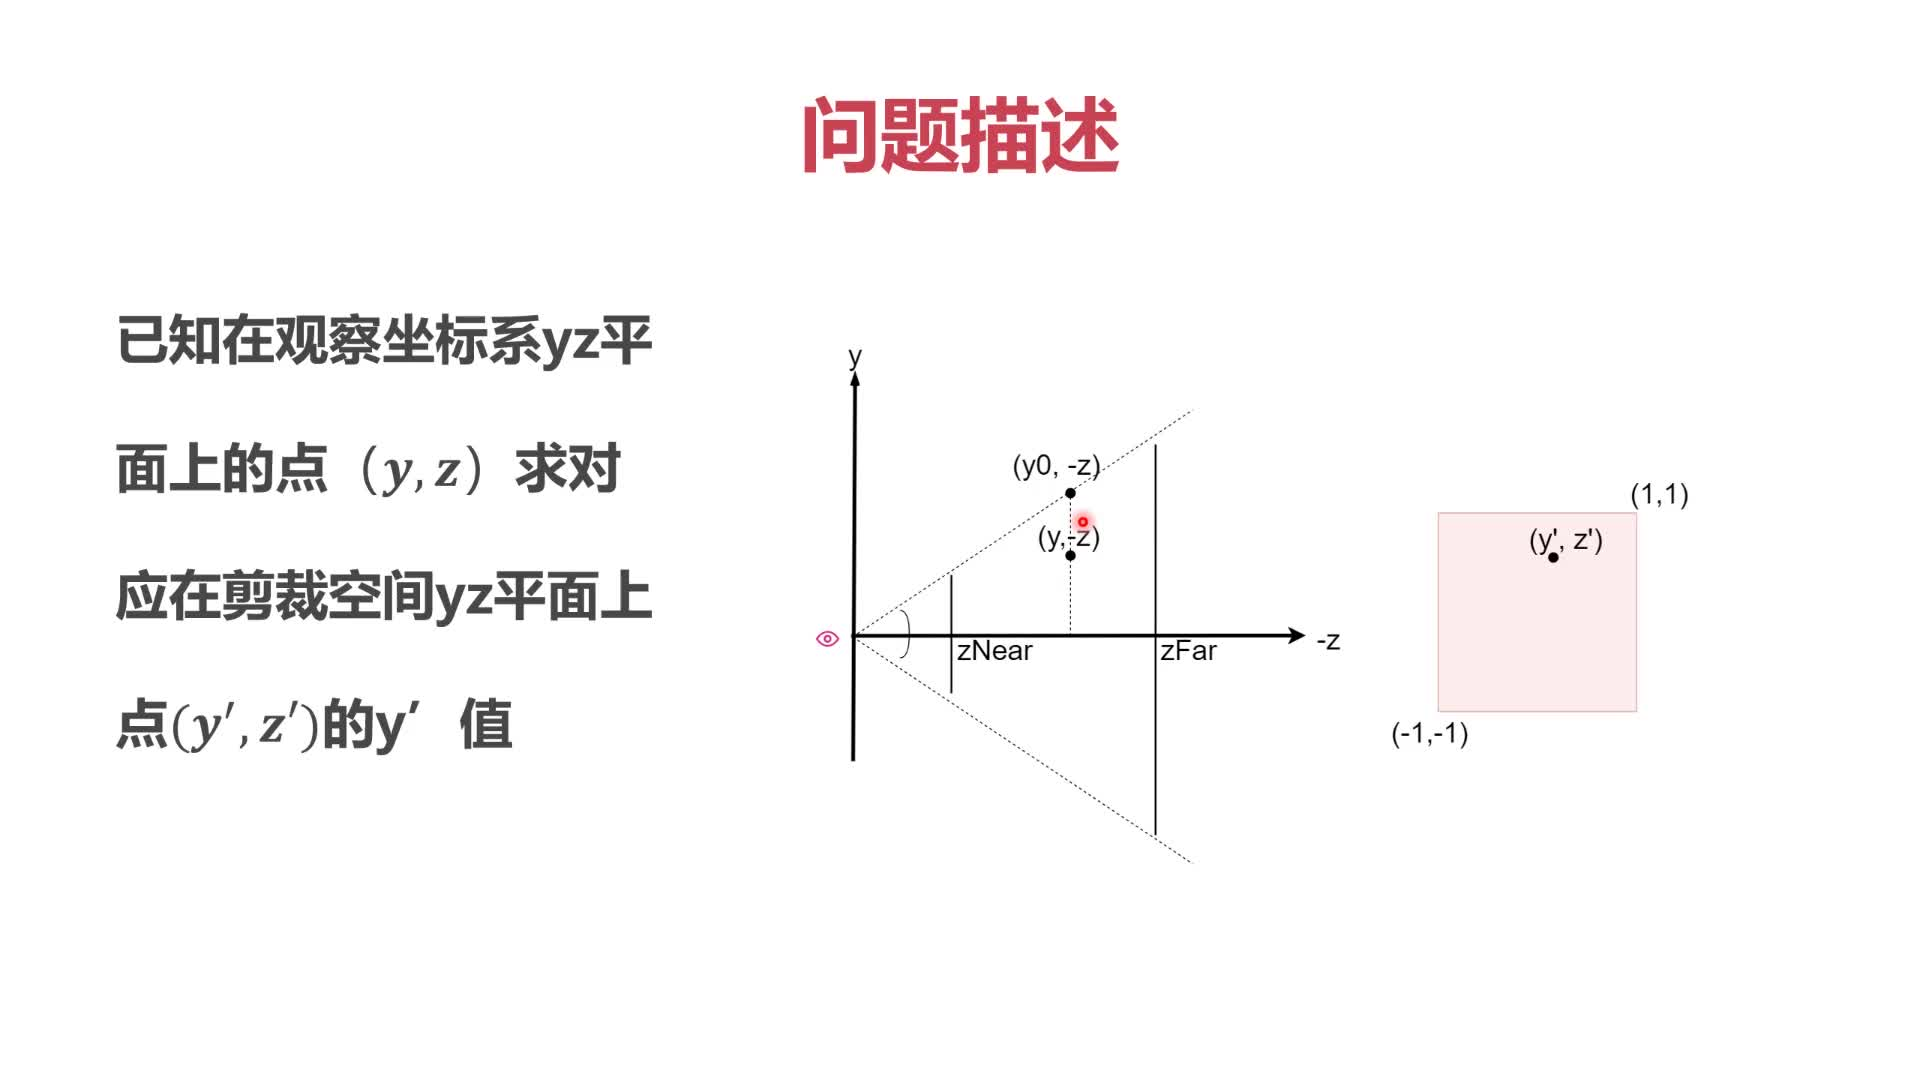 问题描述
已知在观察坐标系yz平
面上的点（y, z）求对
应在剪裁空间yz平面上
点(y′, z′)的y′ 值
y
(y0, -z)
(y,-z)
zNear
zFar
-z
(1,1)
(y', z')
(-1,-1)